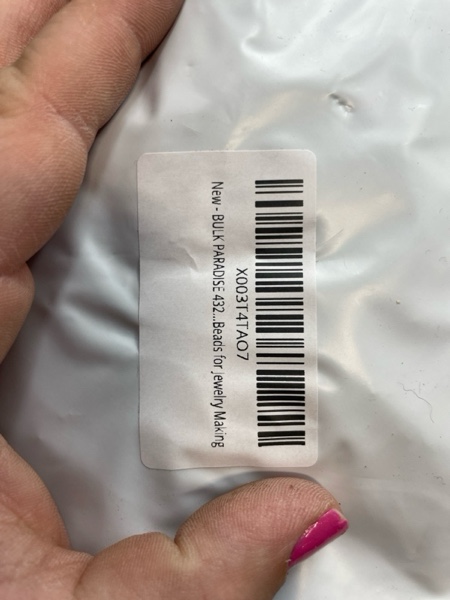 X003T4TAO7
New - BULK PARADISE 432...Beads for Jewelry Making